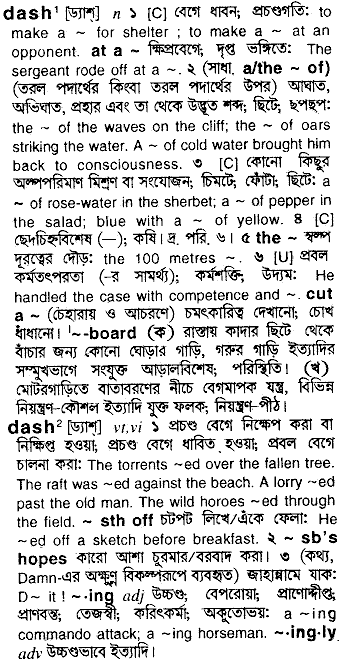 dash¹ [ড্যাশ্] n ১ [C] বেগে ধাবন; প্রচণ্ডগতি: to
make a ~ for shelter ; to make a ~ at an
opponent. at a ~ ক্ষিপ্রবেগে; দৃপ্ত ভঙ্গিতে: The
sergeant rode off at a ~. ২ (সাধা. a/the ~ of)
(তরল পদার্থের কিংবা তরল পদার্থের উপর) আঘাত,
অভিঘাত, প্রহার এবং তা থেকে উদ্ভূত শব্দ; ছিটে; ছপছপ:
the ~ of the waves on the cliff; the ~ of oars
striking the water. A ~ of cold water brought him
back to consciousness. ৩ [C] কোনো কিছুর
অল্পপরিমাণ মিশ্রণ বা সংযোজন; চিমটে; ফোঁটা; ছিটে: a
~ of rose-water in the sherbet; a ~ of pepper in
the salad; blue with a ~ of yellow. ৪ [C]
ছেদচিহ্নবিশেষ (—); কষি। দ্র. পরি. ৬। ৫ the ~ স্বল্প
দূরত্বের দৌড়: the 100 metres ~. ৬ [U] প্রবল
কর্মতৎপরতা (-র সামর্থ্য); কর্মশক্তি; উদ্যম: He
handled the case with competence and ~. cut
a ~ (চেহারায় ও আচরণে) চমৎকারিত্ব দেখানো; চোখ
ধাঁধানো। ˈ~-board (ক) রাস্তায় কাদার ছিটে থেকে
বাঁচার জন্য কোনো ঘোড়ার গাড়ি, গরুর গাড়ি ইত্যাদির
সম্মুখভাগে সংযুক্ত আড়ালবিশেষ; পরিস্থিতি। (খ)
মোটরগাড়িতে বাতাবরণের নীচে বেগমাপক যন্ত্র, বিভিন্ন
নিয়ন্ত্রণ-কৌশল ইত্যাদি যুক্ত ফলক; নিয়ন্ত্রণ-পীঠ।
dash² [ড্যাশ্] vt,vi ১ প্রচণ্ড বেগে নিক্ষেপ করা বা
নিক্ষিপ্ত হওয়া; প্রচণ্ড বেগে ধাবিত হওয়া; প্রবল বেগে
চালনা করা: The torrents ~ed over the fallen tree.
The raft was ~ed against the beach. A lorry ~ed
past the old man. The wild horoes ~ed through
the field. ~ sth off চটপট লিখে/এঁকে ফেলা: He
~ed off a sketch before breakfast. ২ ~ sb's
hopes কারো আশা চুরমার/বরবাদ করা। ৩ (কথ্য,
Damn-এর অক্ষুণ্ণ বিকল্পরূপে ব্যবহৃত) জাহান্নামে যাক:
D~ it ! ~·ing adj উচ্চণ্ড; বেপরোয়া; প্রাণোদ্দীপ্ত;
প্রাণবন্ত; তেজস্বী; করিৎকর্মা; অকুতোভয়: a ~ing
commando attack; a ~ing horseman. ~·ing·ly
adv উচ্চণ্ডভাবে ইত্যাদি।